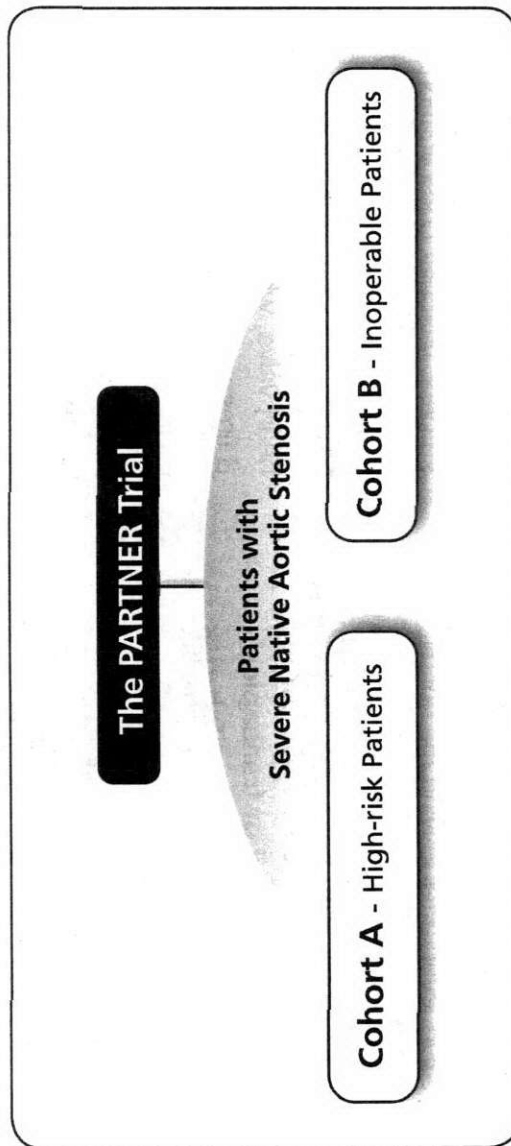 The PARTNER Trial
Patients with
Severe Native Aortic Stenosis
Cohort A - High-risk Patients
Cohort B - Inoperable Patients